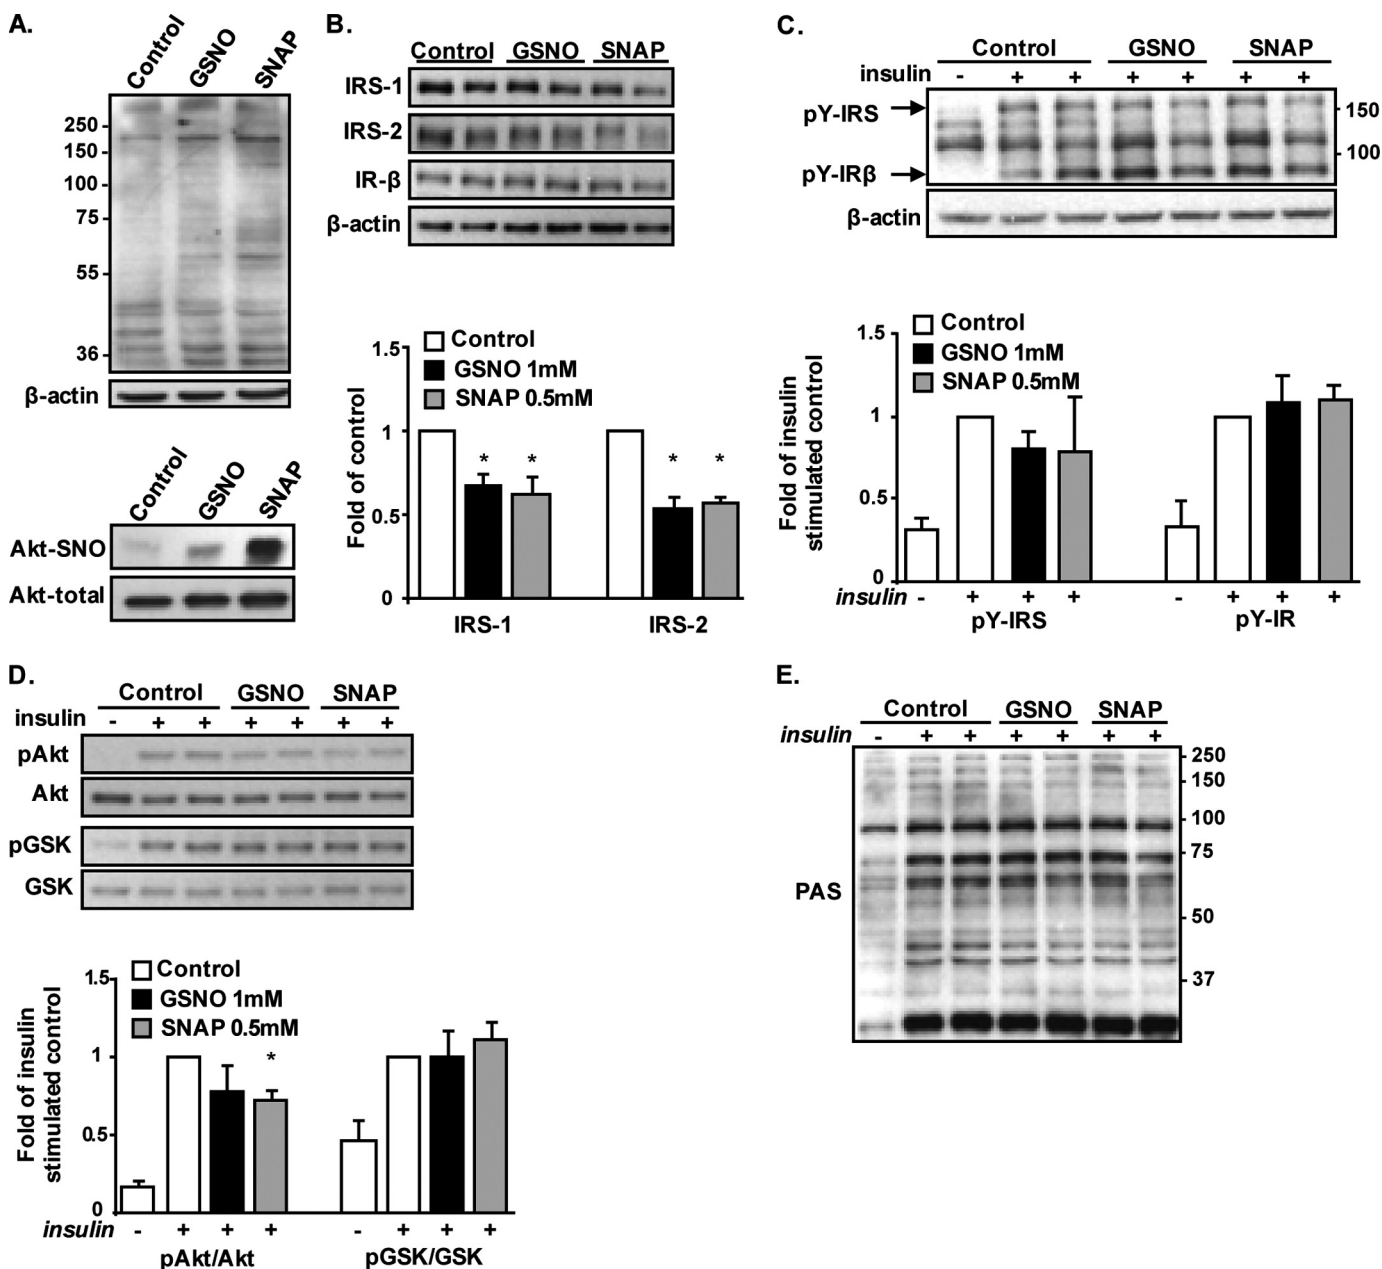 A.
Control GSNO SNAP
250
150
100
75
55
36
β-actin
Control GSNO SNAP
Akt-SNO
Akt-total
B.
Control GSNO SNAP
IRS-1
IRS-2
IR-β
β-actin
Control
GSNO 1mM
SNAP 0.5mM
Fold of control
1.5
1
0.5
0
* * * *
IRS-1 IRS-2
C.
Control GSNO SNAP
insulin - + + + + + +
pY-IRS
pY-IRβ
150
100
β-actin
Control
GSNO 1mM
SNAP 0.5mM
Fold of insulin
stimulated control
1.5
1
0.5
0
insulin - + + + - + + +
pY-IRS pY-IR
D.
Control GSNO SNAP
insulin - + + + + + +
pAkt
Akt
pGSK
GSK
Control
GSNO 1mM
SNAP 0.5mM
Fold of insulin
stimulated control
1.5
1
0.5
0
*
insulin - + + + - + + +
pAkt/Akt pGSK/GSK
E.
Control GSNO SNAP
insulin - + + + + + +
PAS
250
150
100
75
50
37